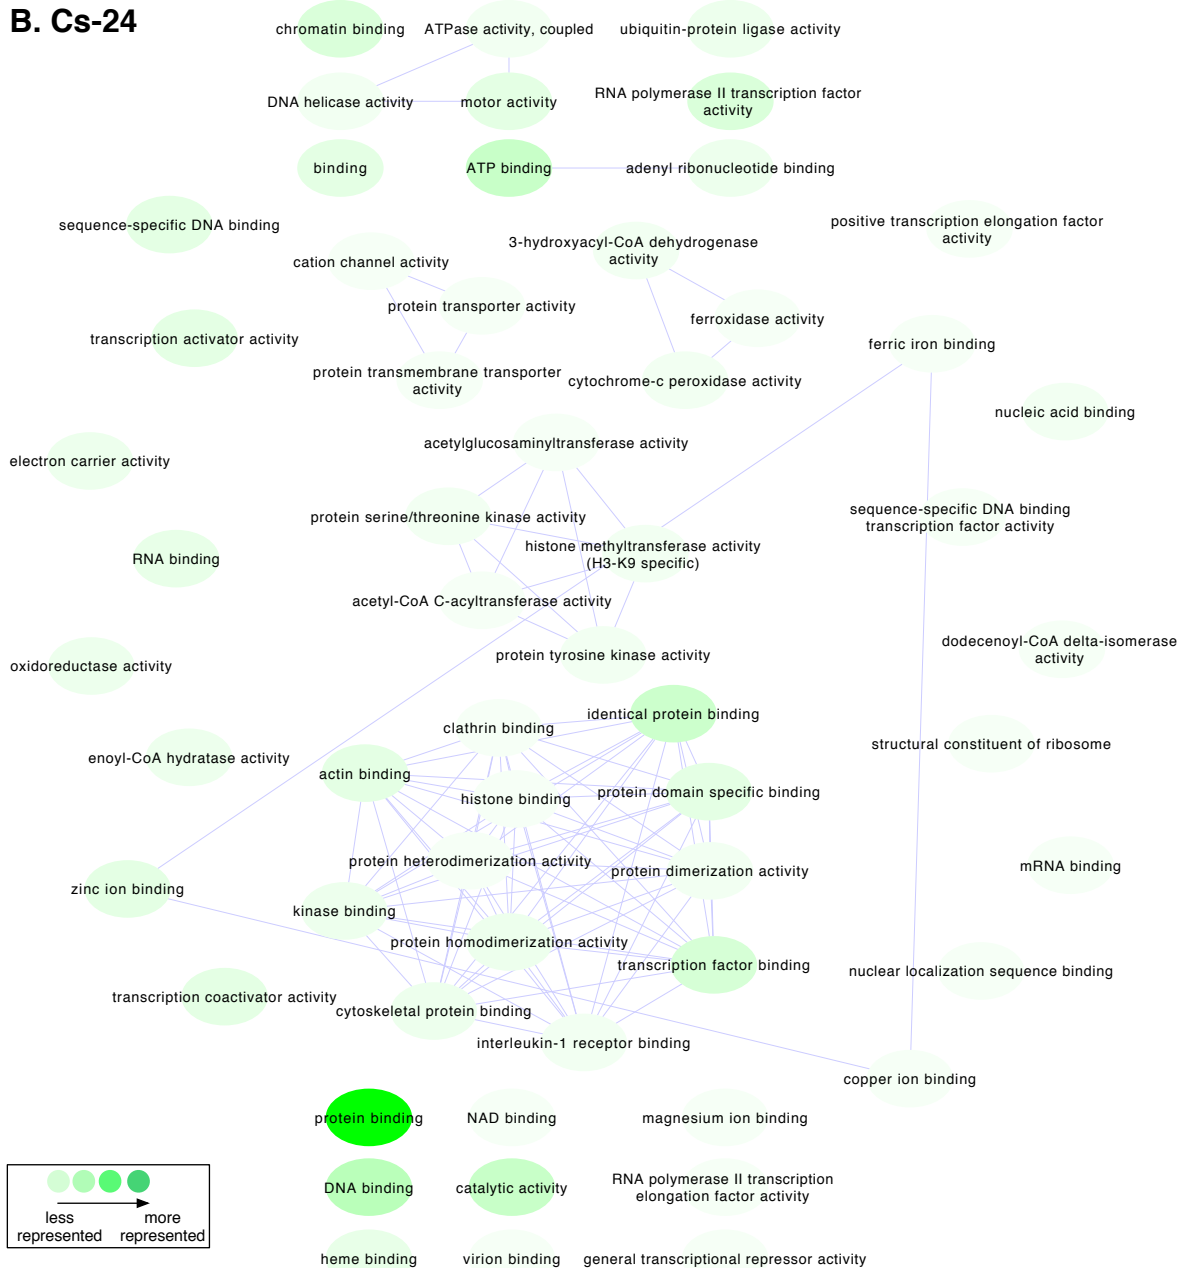 B. Cs-24
chromatin binding
ATPase activity, coupled
ubiquitin-protein ligase activity
DNA helicase activity
motor activity
RNA polymerase II transcription factor
activity
binding
ATP binding
adenyl ribonucleotide binding
sequence-specific DNA binding
positive transcription elongation factor
activity
3-hydroxyacyl-CoA dehydrogenase
activity
cation channel activity
protein transporter activity
ferroxidase activity
transcription activator activity
ferric iron binding
protein transmembrane transporter
activity
cytochrome-c peroxidase activity
nucleic acid binding
acetylglucosaminyltransferase activity
electron carrier activity
protein serine/threonine kinase activity
sequence-specific DNA binding
transcription factor activity
histone methyltransferase activity
(H3-K9 specific)
RNA binding
acetyl-CoA C-acyltransferase activity
protein tyrosine kinase activity
dodecenoyl-CoA delta-isomerase
activity
oxidoreductase activity
identical protein binding
clathrin binding
structural constituent of ribosome
enoyl-CoA hydratase activity
actin binding
histone binding
protein domain specific binding
protein heterodimerization activity
protein dimerization activity
mRNA binding
zinc ion binding
kinase binding
protein homodimerization activity
transcription factor binding
nuclear localization sequence binding
transcription coactivator activity
cytoskeletal protein binding
interleukin-1 receptor binding
copper ion binding
protein binding
NAD binding
magnesium ion binding
DNA binding
catalytic activity
RNA polymerase II transcription
elongation factor activity
less
represented
more
represented
heme binding
virion binding
general transcriptional repressor activity